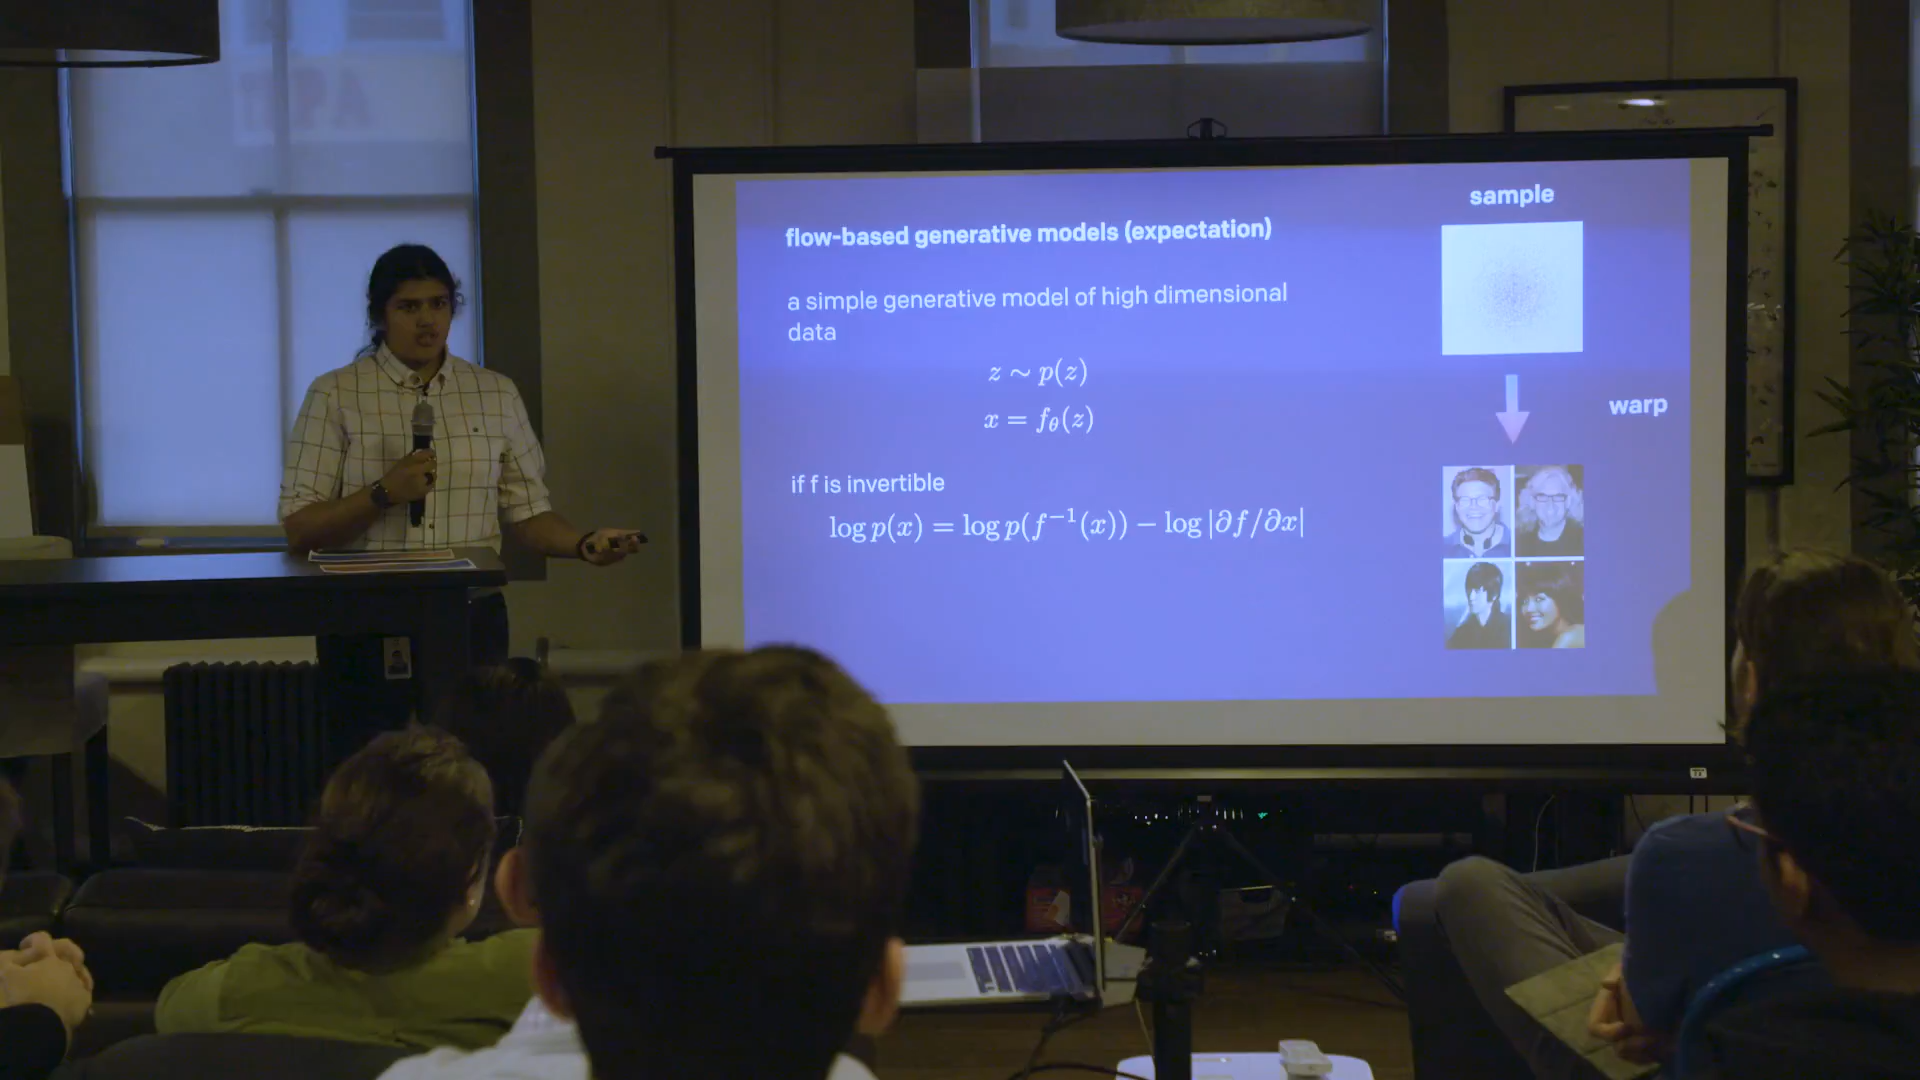 flow-based generative models (expectation)
a simple generative model of high dimensional
data
z ∼ p(z)
x = f_θ(z)
if f is invertible
log p(x) = log p(f⁻¹(x)) − log |∂f/∂x|
sample
warp